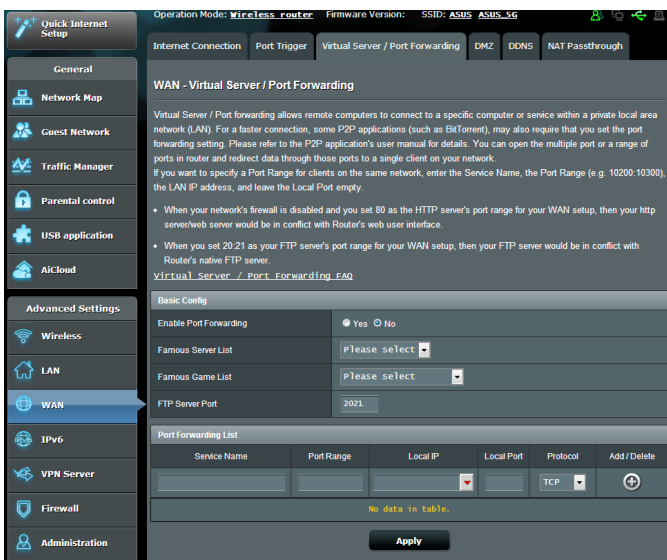 Operation Mode: Wireless router Firmware Version: SSID: ASUS ASUS_5G
Quick Internet
Setup
General
Network Map
Guest Network
Traffic Manager
Parental control
USB application
AiCloud
Advanced Settings
Wireless
LAN
WAN
IPv6
VPN Server
Firewall
Administration
Internet Connection Port Trigger Virtual Server / Port Forwarding DMZ DDNS NAT Passthrough
WAN - Virtual Server / Port Forwarding
Virtual Server / Port forwarding allows remote computers to connect to a specific computer or service within a private local area
network (LAN). For a faster connection, some P2P applications (such as BitTorrent), may also require that you set the port
forwarding setting. Please refer to the P2P application's user manual for details. You can open the multiple port or a range of
ports in router and redirect data through those ports to a single client on your network.
If you want to specify a Port Range for clients on the same network, enter the Service Name, the Port Range (e.g. 10200:10300),
the LAN IP address, and leave the Local Port empty.
• When your network's firewall is disabled and you set 80 as the HTTP server's port range for your WAN setup, then your http
server/web server would be in conflict with Router's web user interface.
• When you set 20:21 as your FTP server's port range for your WAN setup, then your FTP server would be in conflict with
Router's native FTP server.
Virtual Server / Port Forwarding FAQ
Basic Config
Enable Port Forwarding Yes No
Famous Server List Please select
Famous Game List Please select
FTP Server Port 2021
Port Forwarding List
Service Name Port Range Local IP Local Port Protocol Add / Delete
TCP
No data in table.
Apply